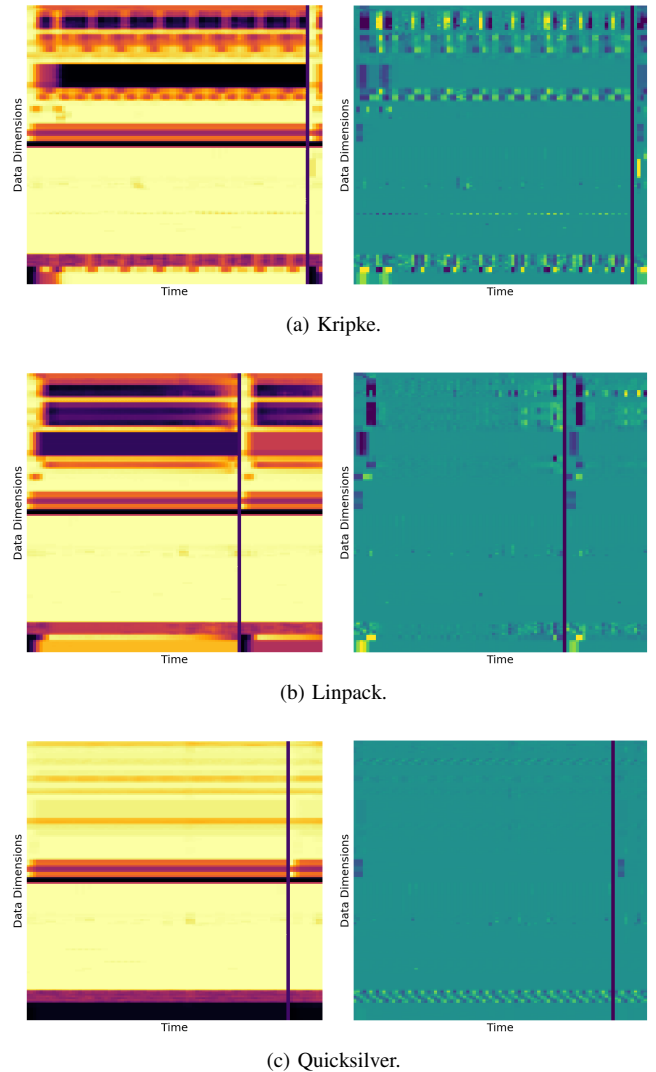 Data Dimensions
Time
Data Dimensions
Time
(a) Kripke.
Data Dimensions
Time
Data Dimensions
Time
(b) Linpack.
Data Dimensions
Time
Data Dimensions
Time
(c) Quicksilver.